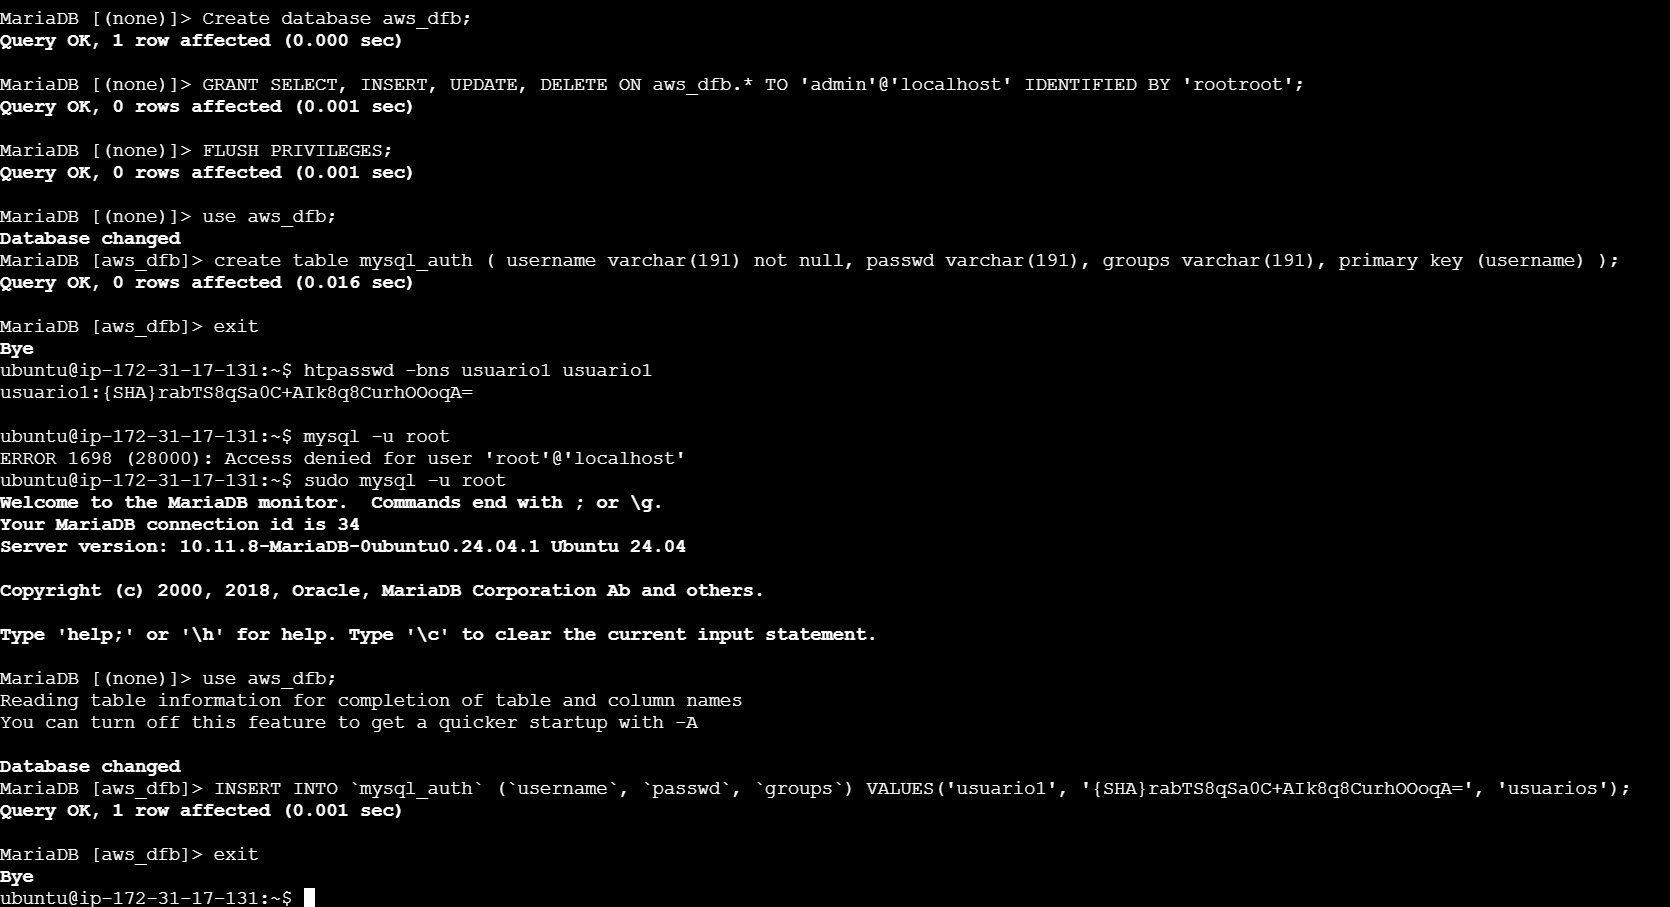 MariaDB [(none)]> Create database aws_dfb;
Query OK, 1 row affected (0.000 sec)
MariaDB [(none)]> GRANT SELECT, INSERT, UPDATE, DELETE ON aws_dfb.* TO 'admin'@'localhost' IDENTIFIED BY 'rootroot';
Query OK, 0 rows affected (0.001 sec)
MariaDB [(none)]> FLUSH PRIVILEGES;
Query OK, 0 rows affected (0.001 sec)
MariaDB [(none)]> use aws_dfb;
Database changed
MariaDB [aws_dfb]> create table mysql_auth ( username varchar(191) not null, passwd varchar(191), groups varchar(191), primary key (username) );
Query OK, 0 rows affected (0.016 sec)
MariaDB [aws_dfb]> exit
Bye
ubuntu@ip-172-31-17-131:~$ htpasswd -bns usuario1 usuario1
usuario1:{SHA}rabTS8qSa0C+AIk8q8CurhOOoqA=
ubuntu@ip-172-31-17-131:~$ mysql -u root
ERROR 1698 (28000): Access denied for user 'root'@'localhost'
ubuntu@ip-172-31-17-131:~$ sudo mysql -u root
Welcome to the MariaDB monitor.  Commands end with ; or \g.
Your MariaDB connection id is 34
Server version: 10.11.8-MariaDB-0ubuntu0.24.04.1 Ubuntu 24.04
Copyright (c) 2000, 2018, Oracle, MariaDB Corporation Ab and others.
Type 'help;' or '\h' for help. Type '\c' to clear the current input statement.
MariaDB [(none)]> use aws_dfb;
Reading table information for completion of table and column names
You can turn off this feature to get a quicker startup with -A
Database changed
MariaDB [aws_dfb]> INSERT INTO `mysql_auth` (`username`, `passwd`, `groups`) VALUES('usuario1', '{SHA}rabTS8qSa0C+AIk8q8CurhOOoqA=', 'usuarios');
Query OK, 1 row affected (0.001 sec)
MariaDB [aws_dfb]> exit
Bye
ubuntu@ip-172-31-17-131:~$